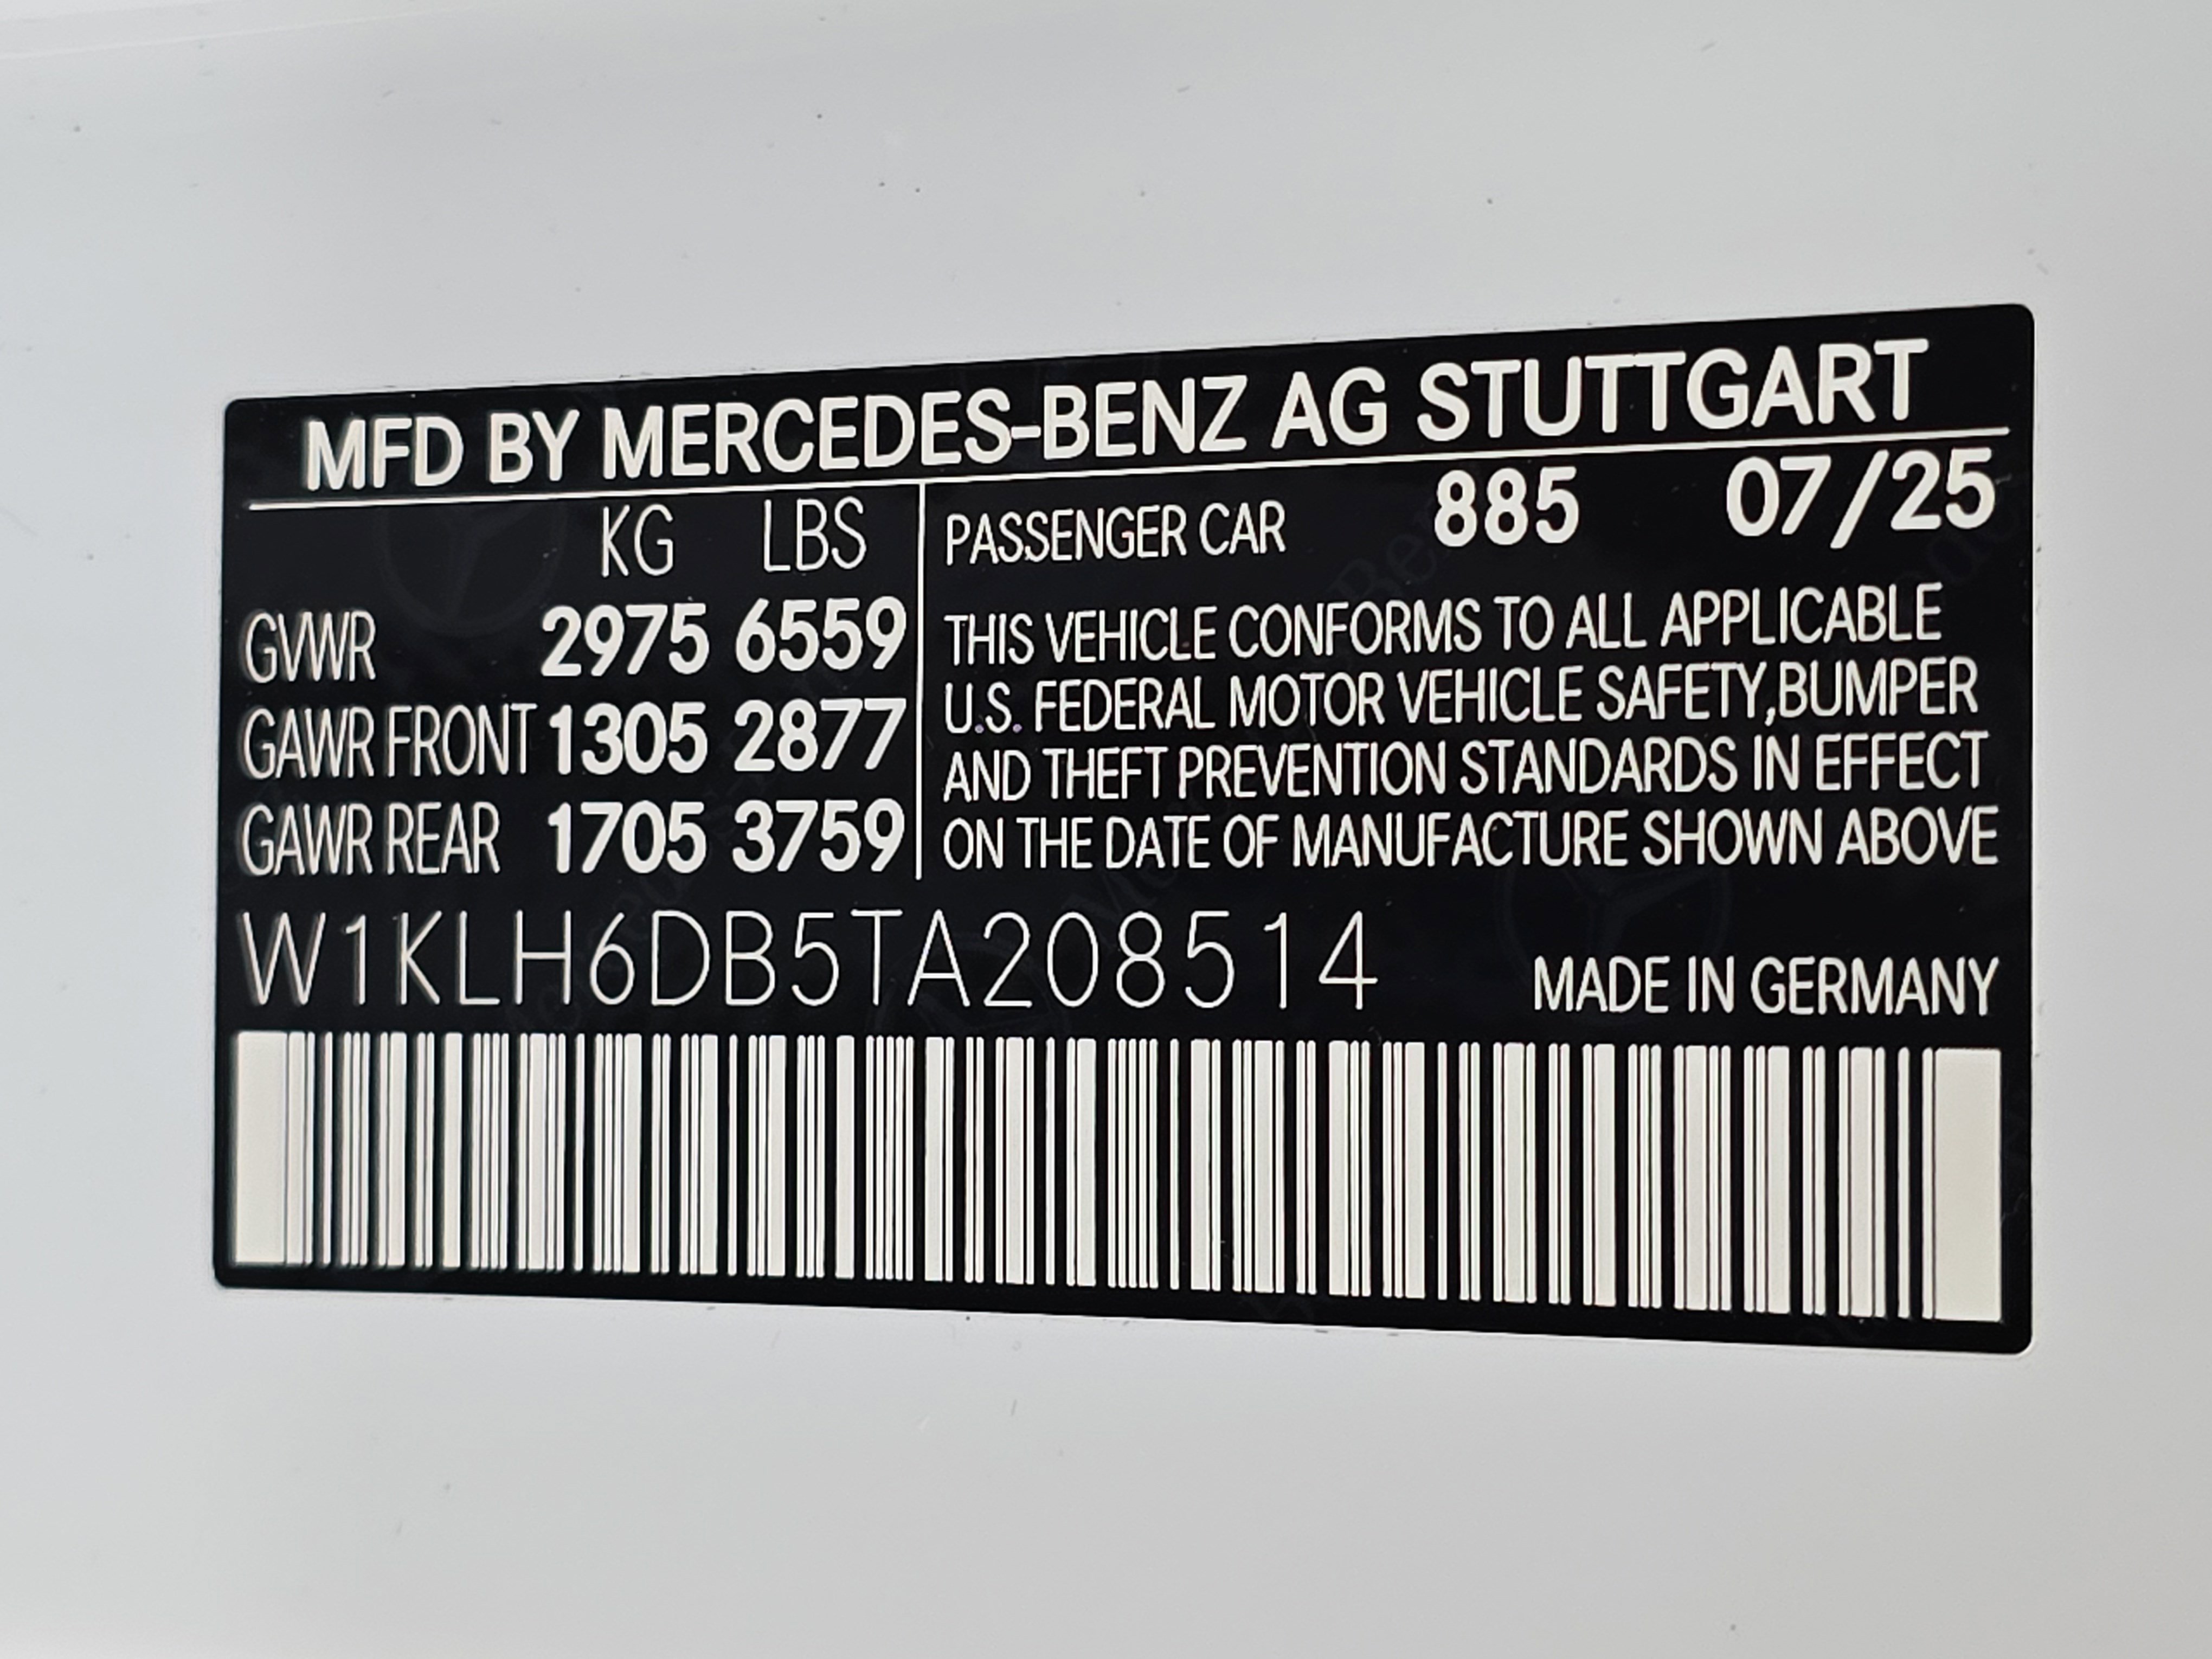 MFD BY MERCEDES-BENZ AG STUTTGART
KG LBS
GVWR 2975 6559
GAWR FRONT 1305 2877
GAWR REAR 1705 3759
PASSENGER CAR 885 07/25
THIS VEHICLE CONFORMS TO ALL APPLICABLE
U.S. FEDERAL MOTOR VEHICLE SAFETY,BUMPER
AND THEFT PREVENTION STANDARDS IN EFFECT
ON THE DATE OF MANUFACTURE SHOWN ABOVE
W1KLH6DB5TA208514
MADE IN GERMANY